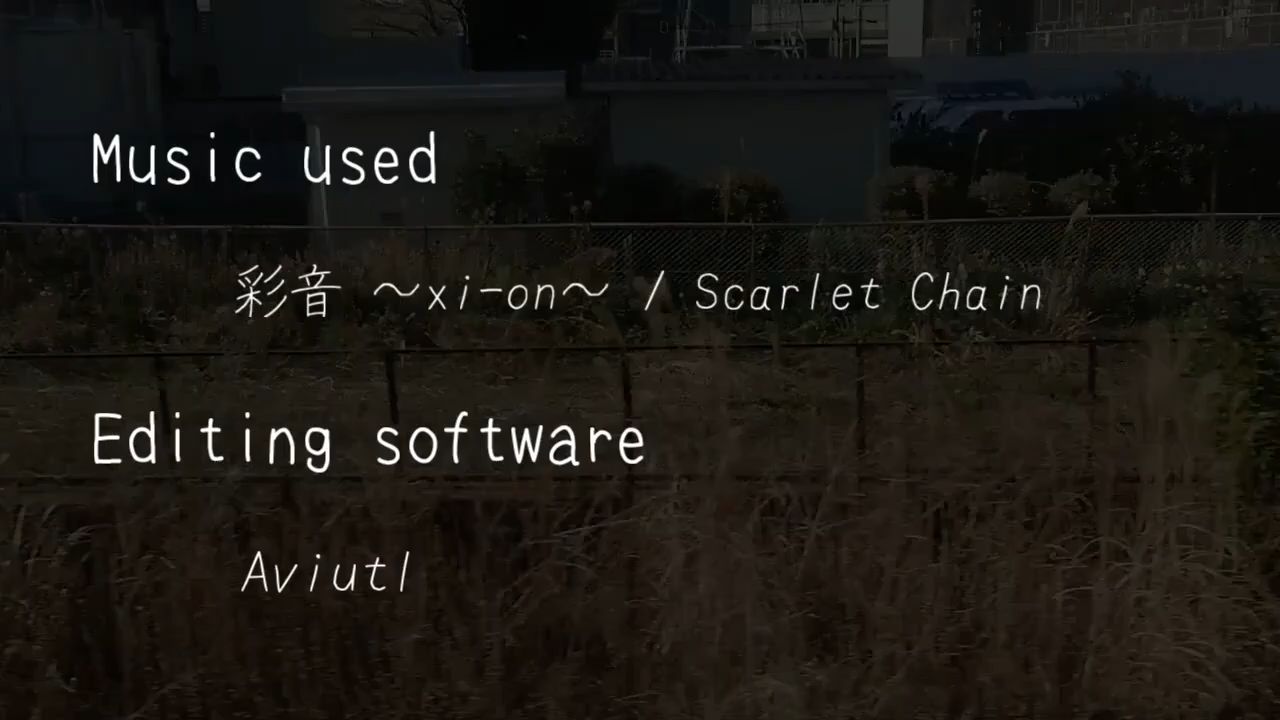 Music used
彩音 ～xi-on～ / Scarlet Chain
Editing software
Aviutl